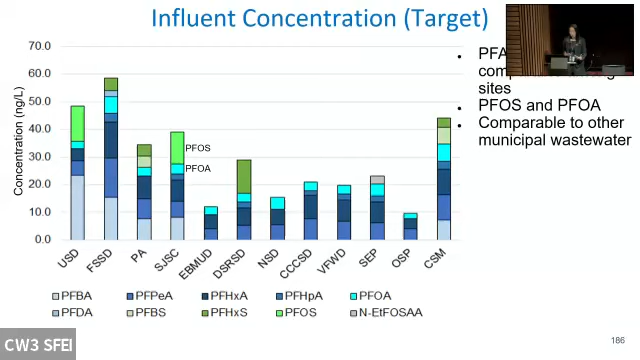 Influent Concentration (Target)
70.0
60.0
50.0
40.0
30.0
20.0
10.0
0.0
Concentration (ng/L)
PFOS
PFOA
USD
FSSD
PA
SJSC
EBMUD
DSRSD
NSD
CCCSD
VFWD
SEP
OSP
CSM
PFBA
PFPeA
PFHxA
PFHpA
PFOA
PFDA
PFBS
PFHxS
PFOS
N-EtFOSAA
sites
• PFOS and PFOA
• Comparable to other
municipal wastewater
CW3 SFEI
186